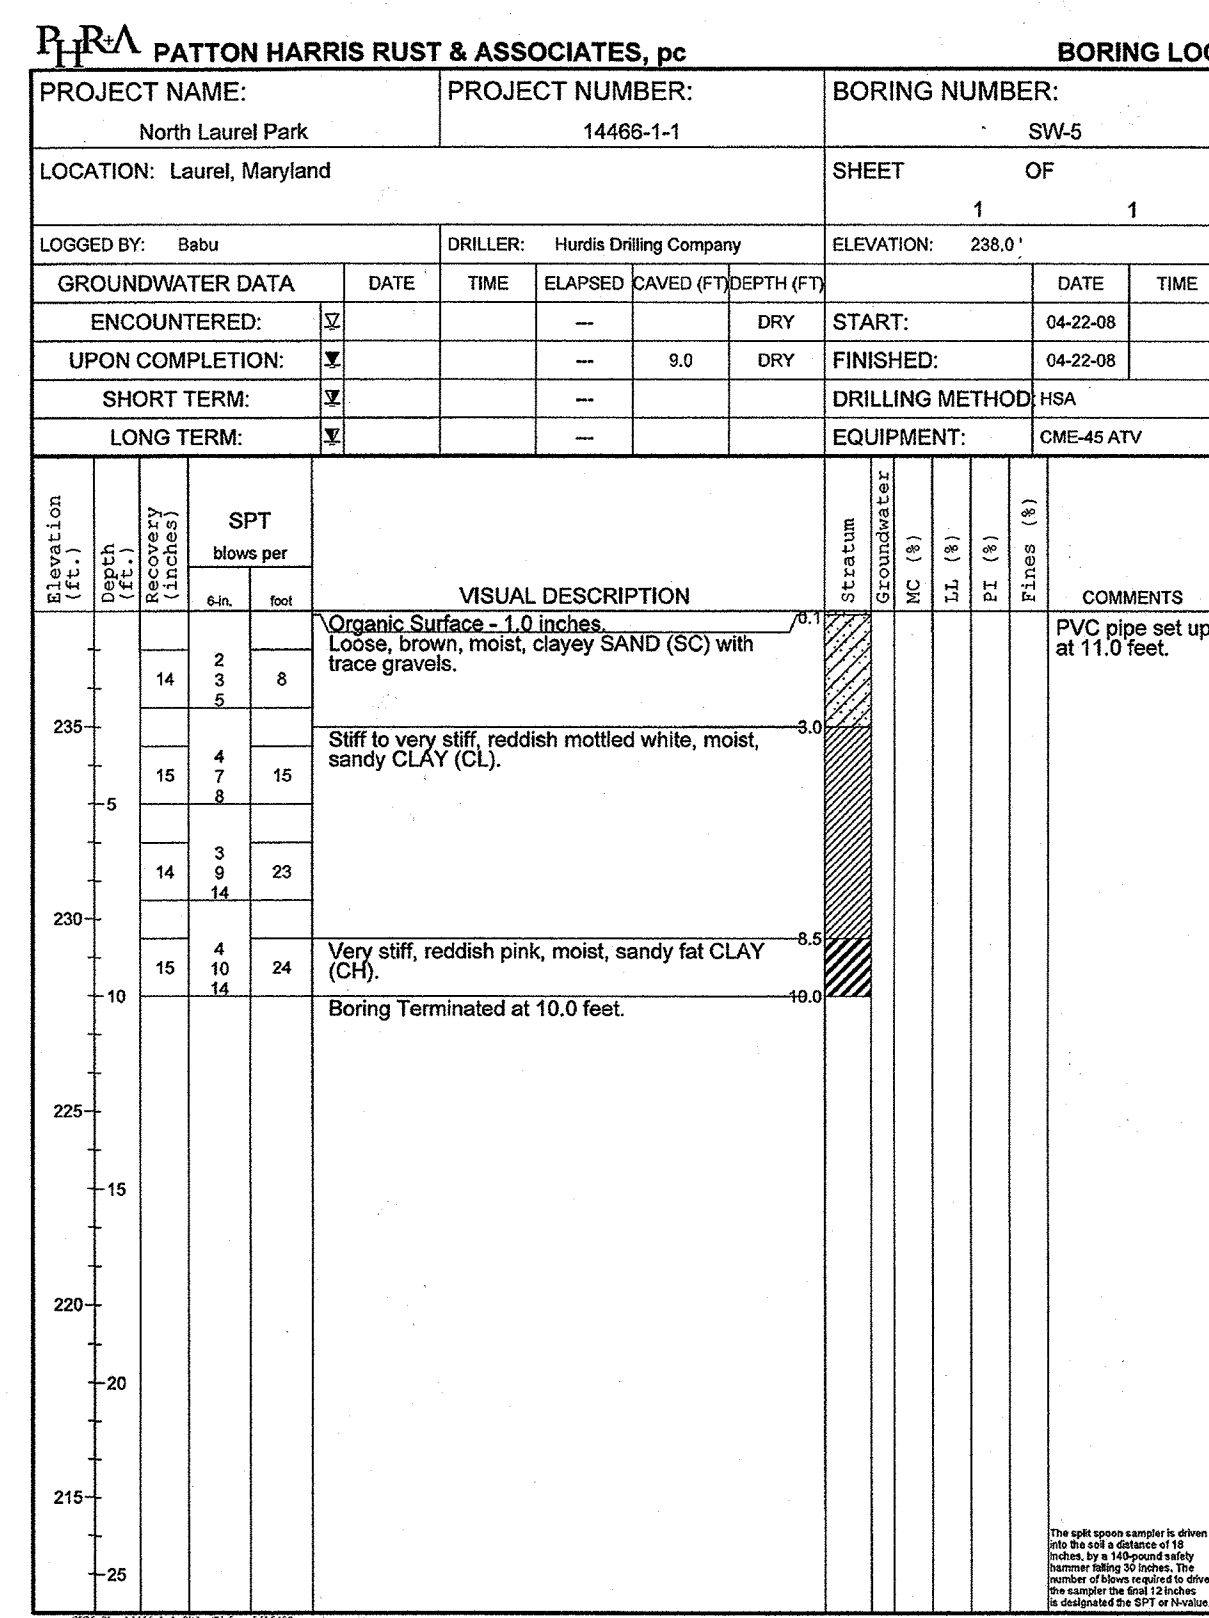 PHR+A PATTON HARRIS RUST & ASSOCIATES, pc BORING LOG
PROJECT NAME: PROJECT NUMBER: BORING NUMBER:
North Laurel Park 14466-1-1 SW-5
LOCATION: Laurel, Maryland SHEET OF
1 1
LOGGED BY: Babu DRILLER: Hurdis Drilling Company ELEVATION: 238.0 '
GROUNDWATER DATA DATE TIME ELAPSED CAVED (FT) DEPTH (FT) DATE TIME
ENCOUNTERED: --- DRY START: 04-22-08
UPON COMPLETION: --- 9.0 DRY FINISHED: 04-22-08
SHORT TERM: --- DRILLING METHOD: HSA
LONG TERM: --- EQUIPMENT: CME-45 ATV
Elevation (ft.)
Depth (ft.)
Recovery (inches)
SPT
blows per
6-in. foot
VISUAL DESCRIPTION
Stratum
Groundwater
MC (%)
LL (%)
PI (%)
Fines (%)
COMMENTS
Organic Surface - 1.0 inches. 0.1
Loose, brown, moist, clayey SAND (SC) with
trace gravels.
PVC pipe set up
at 11.0 feet.
2
14 3 8
5
235 3.0
Stiff to very stiff, reddish mottled white, moist,
sandy CLAY (CL).
4
15 7 15
8
5
3
14 9 23
14
230
8.5
Very stiff, reddish pink, moist, sandy fat CLAY
(CH).
4
15 10 24
14
10 10.0
Boring Terminated at 10.0 feet.
225
15
220
20
215
25
The split spoon sampler is driven
into the soil a distance of 18
inches, by a 140-pound safety
hammer falling 30 inches. The
number of blows required to drive
the sampler the final 12 inches
is designated the SPT or N-value.